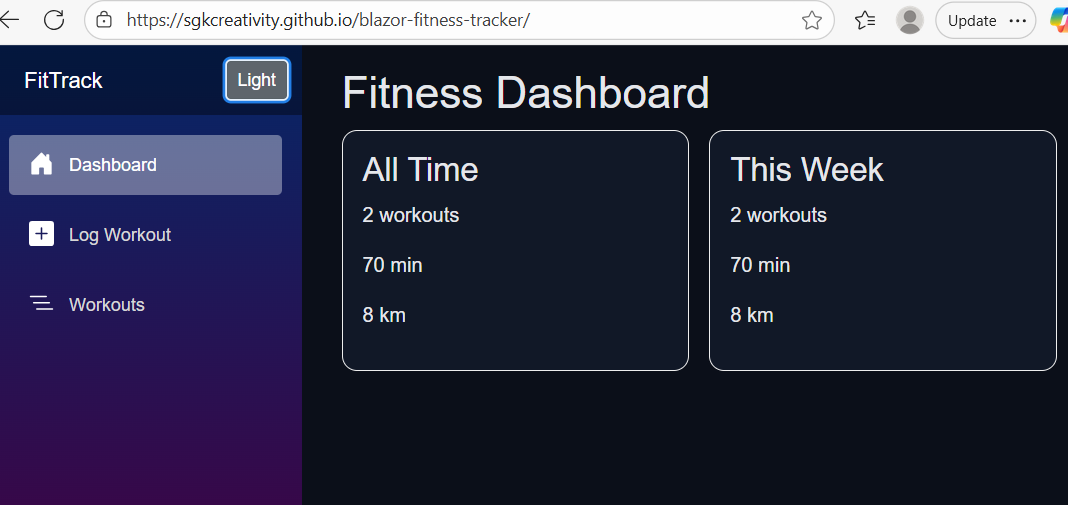 https://sgkcreativity.github.io/blazor-fitness-tracker/
Update
FitTrack
Light
Dashboard
Log Workout
Workouts
Fitness Dashboard
All Time
2 workouts
70 min
8 km
This Week
2 workouts
70 min
8 km